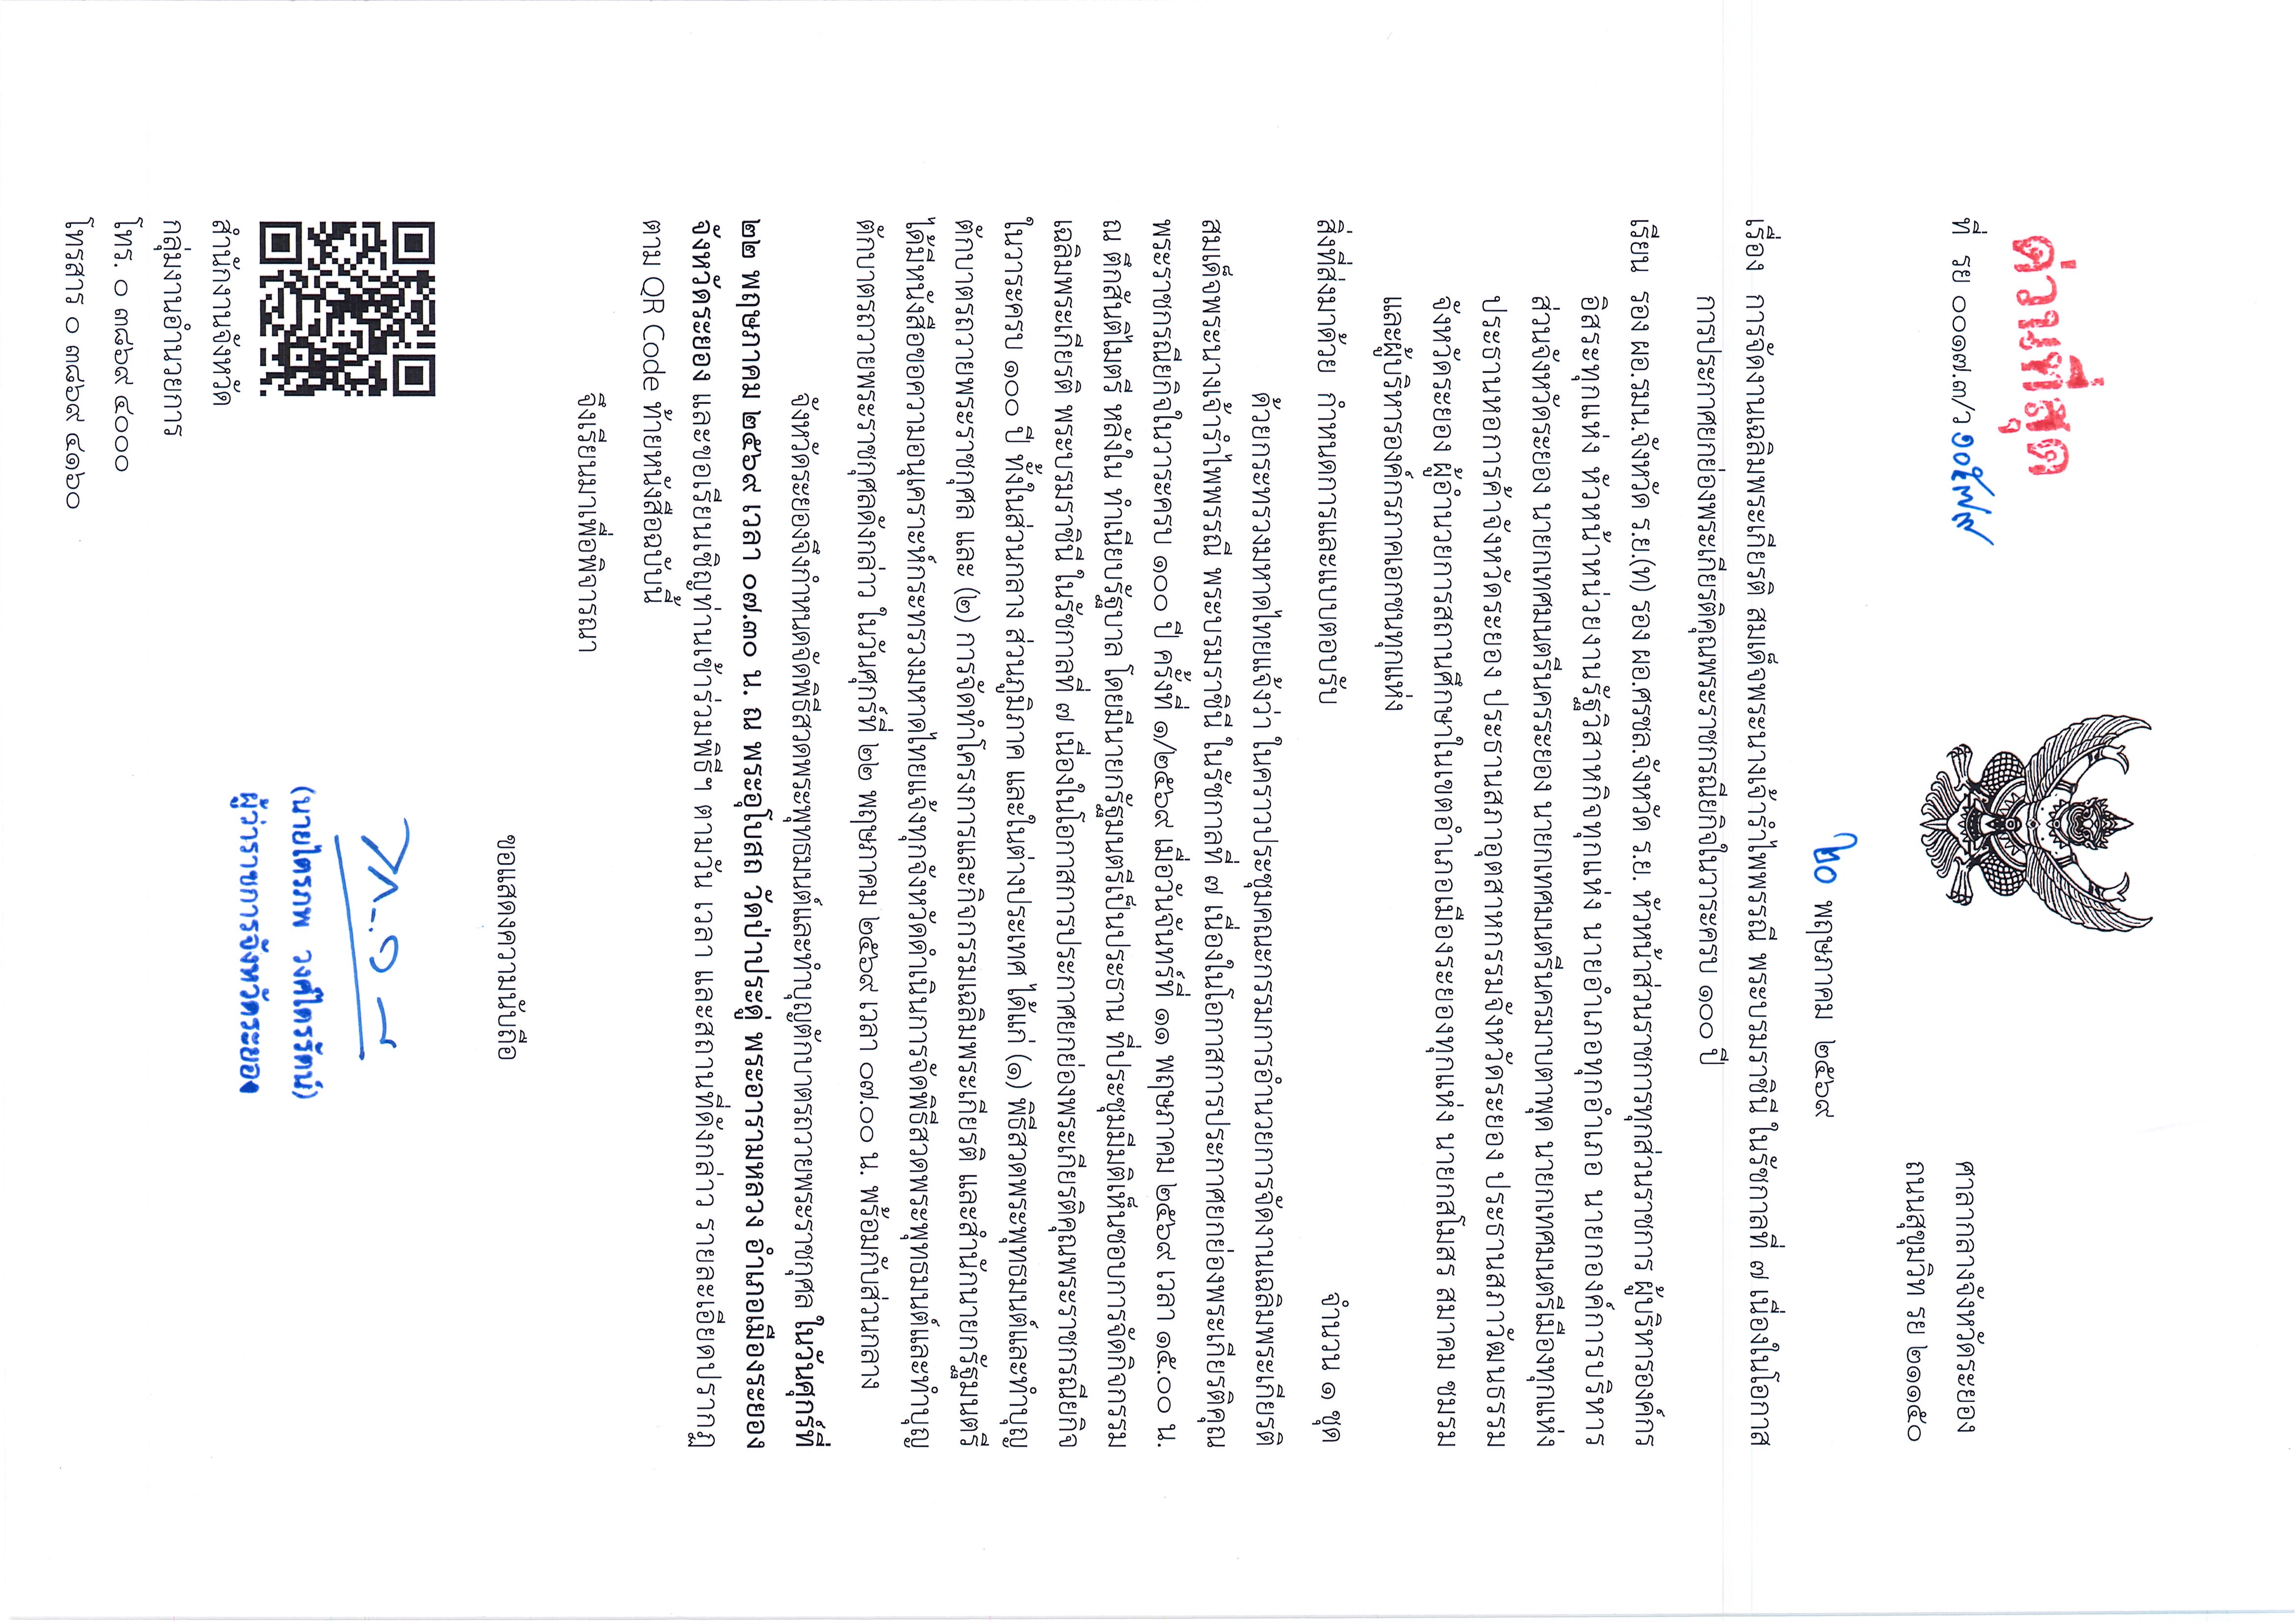 ด่วนที่สุด
ที่ รย ๐๐๑๗.๓/ว ๑๐๕๗๙
ศาลากลางจังหวัดระยอง
ถนนสุขุมวิท รย ๒๑๑๕๐
๒๐ พฤษภาคม ๒๕๖๙
เรื่อง การจัดงานเฉลิมพระเกียรติ สมเด็จพระนางเจ้ารำไพพรรณี พระบรมราชินี ในรัชกาลที่ ๗ เนื่องในโอกาส
การประกาศยกย่องพระเกียรติคุณพระราชกรณียกิจในวาระครบ ๑๐๐ ปี
เรียน รอง ผอ.รมน.จังหวัด ร.ย.(ท) รอง ผอ.ศรชล.จังหวัด ร.ย. หัวหน้าส่วนราชการทุกส่วนราชการ ผู้บริหารองค์กร
อิสระทุกแห่ง หัวหน้าหน่วยงานรัฐวิสาหกิจทุกแห่ง นายอำเภอทุกอำเภอ นายกองค์การบริหาร
ส่วนจังหวัดระยอง นายกเทศมนตรีนครระยอง นายกเทศมนตรีนครมาบตาพุด นายกเทศมนตรีเมืองทุกแห่ง
ประธานหอการค้าจังหวัดระยอง ประธานสภาอุตสาหกรรมจังหวัดระยอง ประธานสภาวัฒนธรรม
จังหวัดระยอง ผู้อำนวยการสถานศึกษาในเขตอำเภอเมืองระยองทุกแห่ง นายกสโมสร สมาคม ชมรม
และผู้บริหารองค์กรภาคเอกชนทุกแห่ง
สิ่งที่ส่งมาด้วย กำหนดการและแบบตอบรับ จำนวน ๑ ชุด
ด้วยกระทรวงมหาดไทยแจ้งว่า ในคราวประชุมคณะกรรมการอำนวยการจัดงานเฉลิมพระเกียรติ
สมเด็จพระนางเจ้ารำไพพรรณี พระบรมราชินี ในรัชกาลที่ ๗ เนื่องในโอกาสการประกาศยกย่องพระเกียรติคุณ
พระราชกรณียกิจในวาระครบ ๑๐๐ ปี ครั้งที่ ๑/๒๕๖๙ เมื่อวันจันทร์ที่ ๑๑ พฤษภาคม ๒๕๖๙ เวลา ๑๕.๐๐ น.
ณ ตึกสันติไมตรี หลังใน ทำเนียบรัฐบาล โดยมีนายกรัฐมนตรีเป็นประธาน ที่ประชุมมีมติเห็นชอบการจัดกิจกรรม
เฉลิมพระเกียรติ พระบรมราชินี ในรัชกาลที่ ๗ เนื่องในโอกาสการประกาศยกย่องพระเกียรติคุณพระราชกรณียกิจ
ในวาระครบ ๑๐๐ ปี ทั้งในส่วนกลาง ส่วนภูมิภาค และในต่างประเทศ ได้แก่ (๑) พิธีสวดพระพุทธมนต์และทำบุญ
ตักบาตรถวายพระราชกุศล และ (๒) การจัดทำโครงการและกิจกรรมเฉลิมพระเกียรติ และสำนักนายกรัฐมนตรี
ได้มีหนังสือขอความอนุเคราะห์กระทรวงมหาดไทยแจ้งทุกจังหวัดดำเนินการจัดพิธีสวดพระพุทธมนต์และทำบุญ
ตักบาตรถวายพระราชกุศลดังกล่าว ในวันศุกร์ที่ ๒๒ พฤษภาคม ๒๕๖๙ เวลา ๐๗.๐๐ น. พร้อมกับส่วนกลาง
จังหวัดระยองจึงกำหนดจัดพิธีสวดพระพุทธมนต์และทำบุญตักบาตรถวายพระราชกุศล ในวันศุกร์ที่
๒๒ พฤษภาคม ๒๕๖๙ เวลา ๐๗.๓๐ น. ณ พระอุโบสถ วัดป่าประดู่ พระอารามหลวง อำเภอเมืองระยอง
จังหวัดระยอง และขอเรียนเชิญท่านเข้าร่วมพิธีฯ ตามวัน เวลา และสถานที่ดังกล่าว รายละเอียดปรากฏ
ตาม QR Code ท้ายหนังสือฉบับนี้
จึงเรียนมาเพื่อพิจารณา
ขอแสดงความนับถือ
(นายไตรภพ วงศ์ไตรรัตน์)
ผู้ว่าราชการจังหวัดระยอง
สำนักงานจังหวัด
กลุ่มงานอำนวยการ
โทร. ๐ ๓๘๖๙ ๔๐๐๐
โทรสาร ๐ ๓๘๖๙ ๔๑๖๐